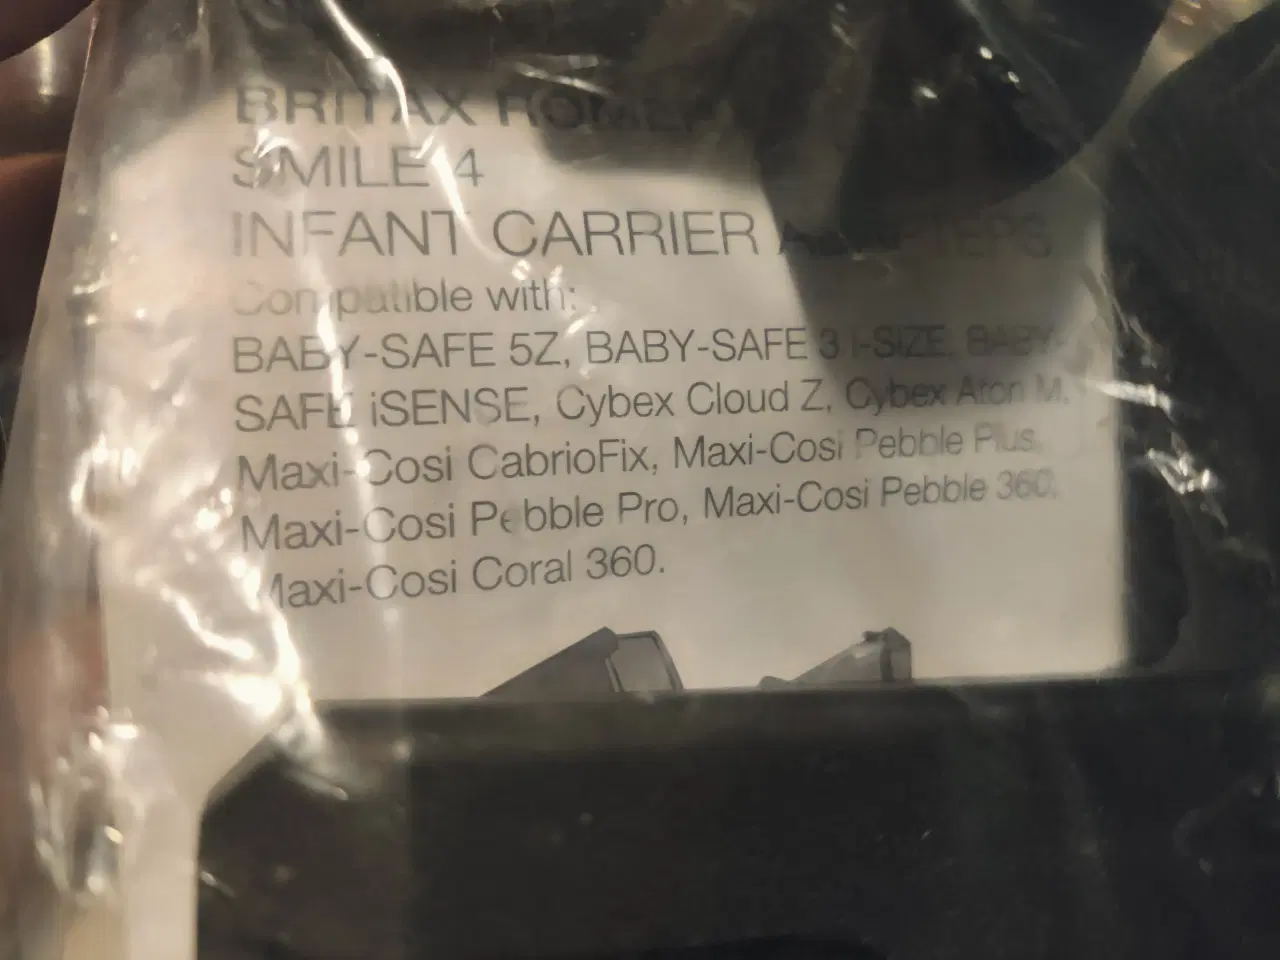 BRITAX RÖMER
SMILE 4
INFANT CARRIER ADAPTERS
Compatible with:
BABY-SAFE 5Z, BABY-SAFE 3 i-SIZE, BABY-
SAFE iSENSE, Cybex Cloud Z, Cybex Aton M,
Maxi-Cosi CabrioFix, Maxi-Cosi Pebble Plus,
Maxi-Cosi Pebble Pro, Maxi-Cosi Pebble 360,
Maxi-Cosi Coral 360.